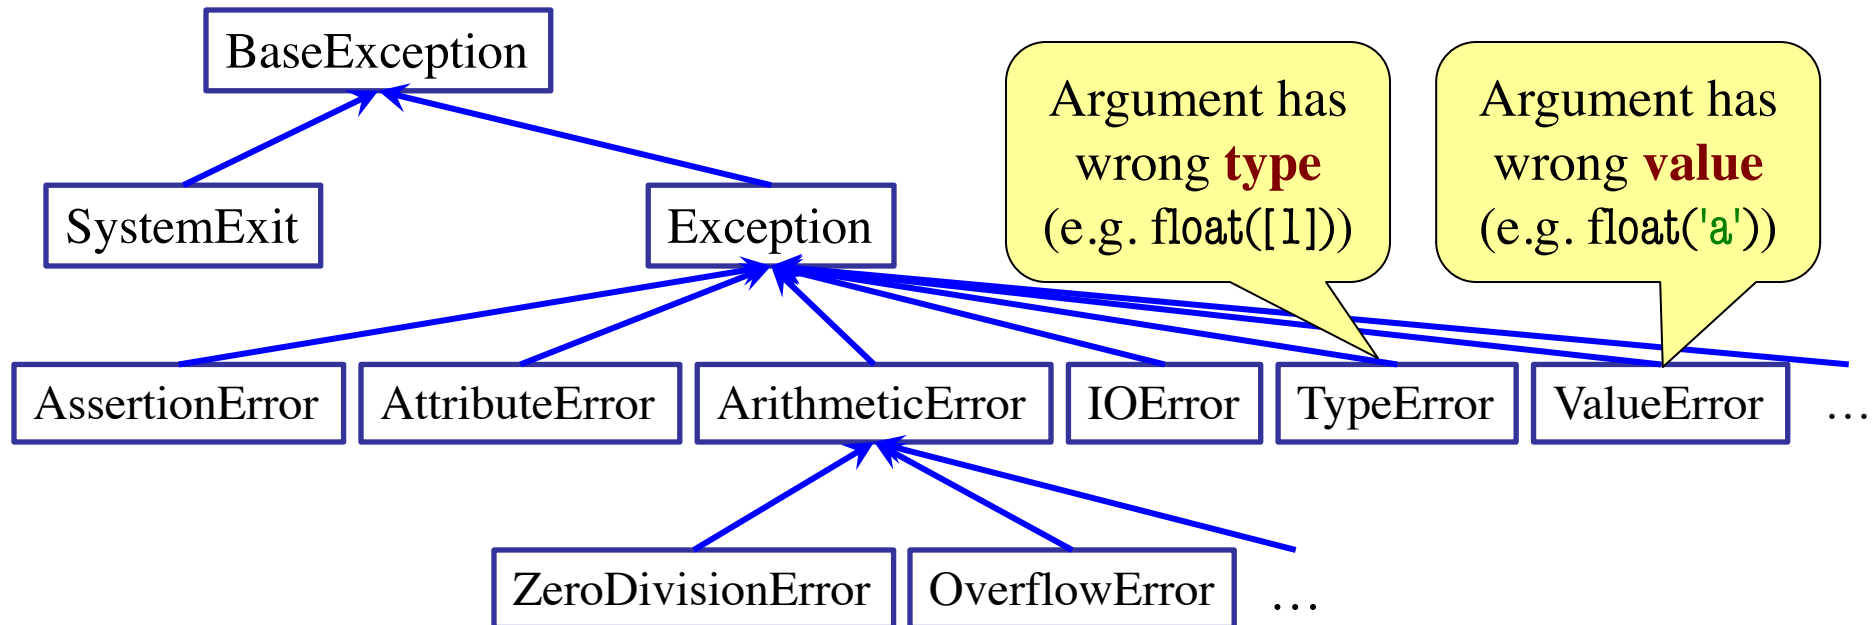 BaseException
Argument has
wrong type
(e.g. float([1]))
Argument has
wrong value
(e.g. float('a'))
SystemExit
Exception
AssertionError
AttributeError
ArithmeticError
IOError
TypeError
ValueError
…
ZeroDivisionError
OverflowError
…